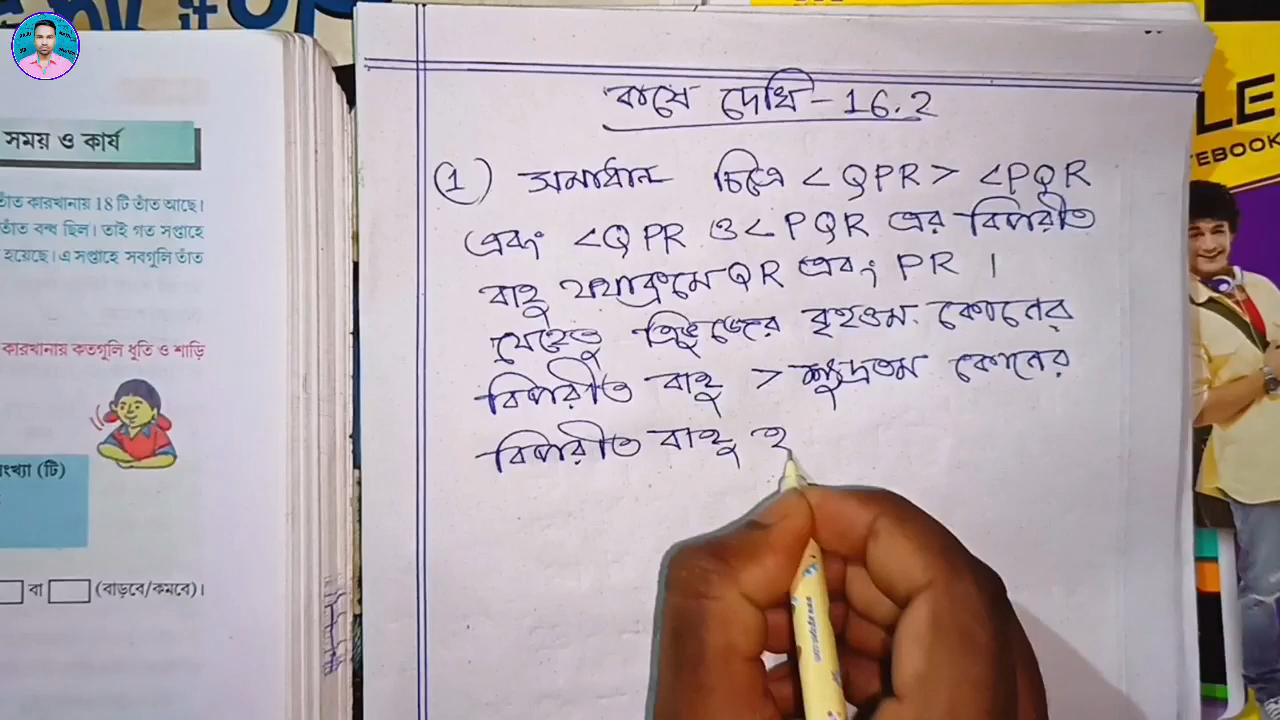 সময় ও কার্য
তাঁত কারখানায় 18 টি তাঁত আছে।
তাঁত বন্ধ ছিল। তাই গত সপ্তাহে
হয়েছে। এ সপ্তাহে সবগুলি তাঁত
কারখানায় কতগুলি ধুতি ও শাড়ি
সংখ্যা (টি)
বা (বাড়বে/কমবে)।
কষে দেখি - 16.2
(1) সমাধান চিত্রে <QPR > <PQR
এবং <QPR ও <PQR এর বিপরীত
বাহু যথাক্রমে QR এবং PR ।
যেহেতু ত্রিভুজের বৃহত্তম কোনের
বিপরীত বাহু > ক্ষুদ্রতম কোনের
বিপরীত বাহু হ
LE
TEBOOK